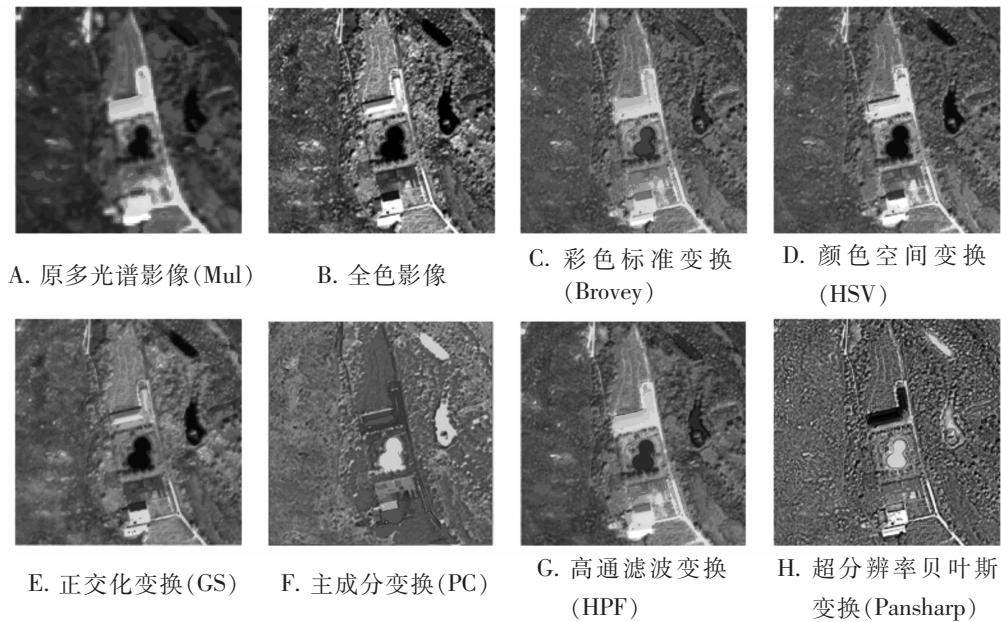 A. 原多光谱影像(Mul)
B. 全色影像
C. 彩色标准变换
(Brovey)
D. 颜色空间变换
(HSV)
E. 正交化变换(GS)
F. 主成分变换(PC)
G. 高通滤波变换
(HPF)
H. 超分辨率贝叶斯
变换(Pansharp)